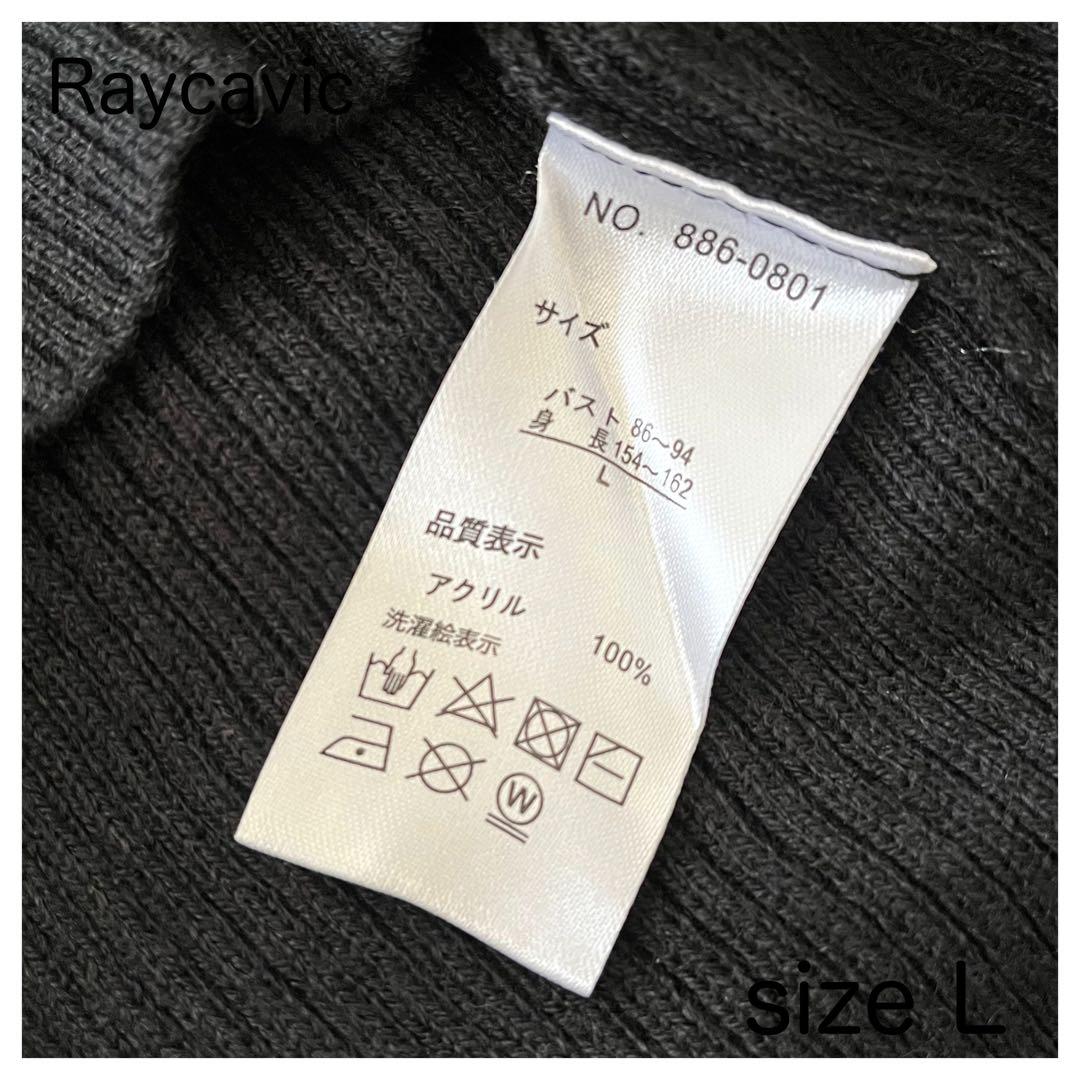 Raycavic
NO. 886-0801
サイズ
バスト 86～94
身 長 154～162
L
品質表示
アクリル 100%
洗濯絵表示
W
size L